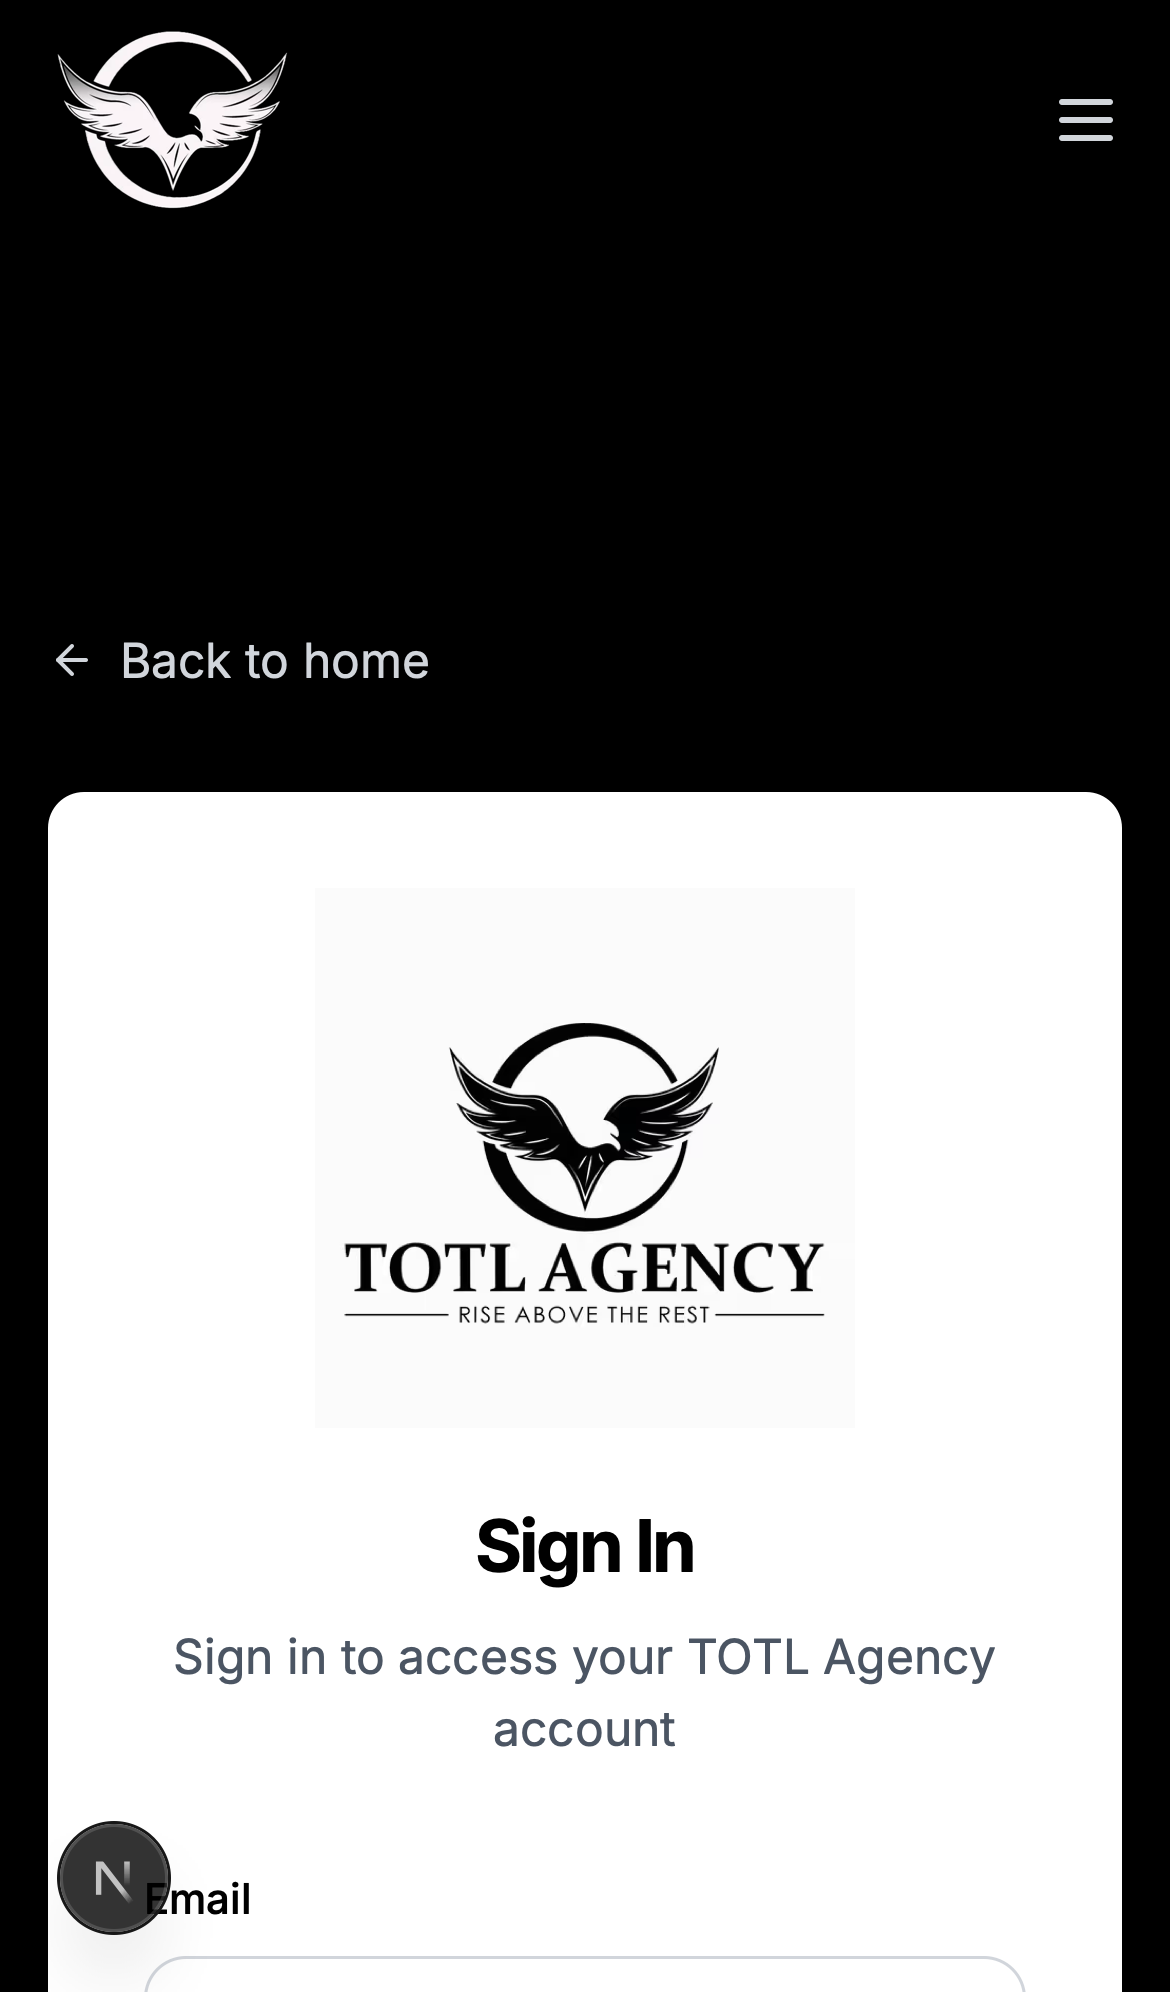 Back to home
TOTL AGENCY
RISE ABOVE THE REST
Sign In
Sign in to access your TOTL Agency
account
N
Email